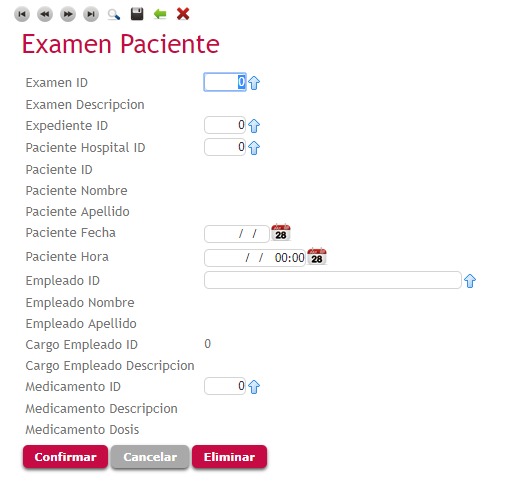 Examen Paciente
Examen ID 0
Examen Descripcion
Expediente ID 0
Paciente Hospital ID 0
Paciente ID
Paciente Nombre
Paciente Apellido
Paciente Fecha / / 28
Paciente Hora / / 00:00 28
Empleado ID
Empleado Nombre
Empleado Apellido
Cargo Empleado ID 0
Cargo Empleado Descripcion
Medicamento ID 0
Medicamento Descripcion
Medicamento Dosis
Confirmar Cancelar Eliminar